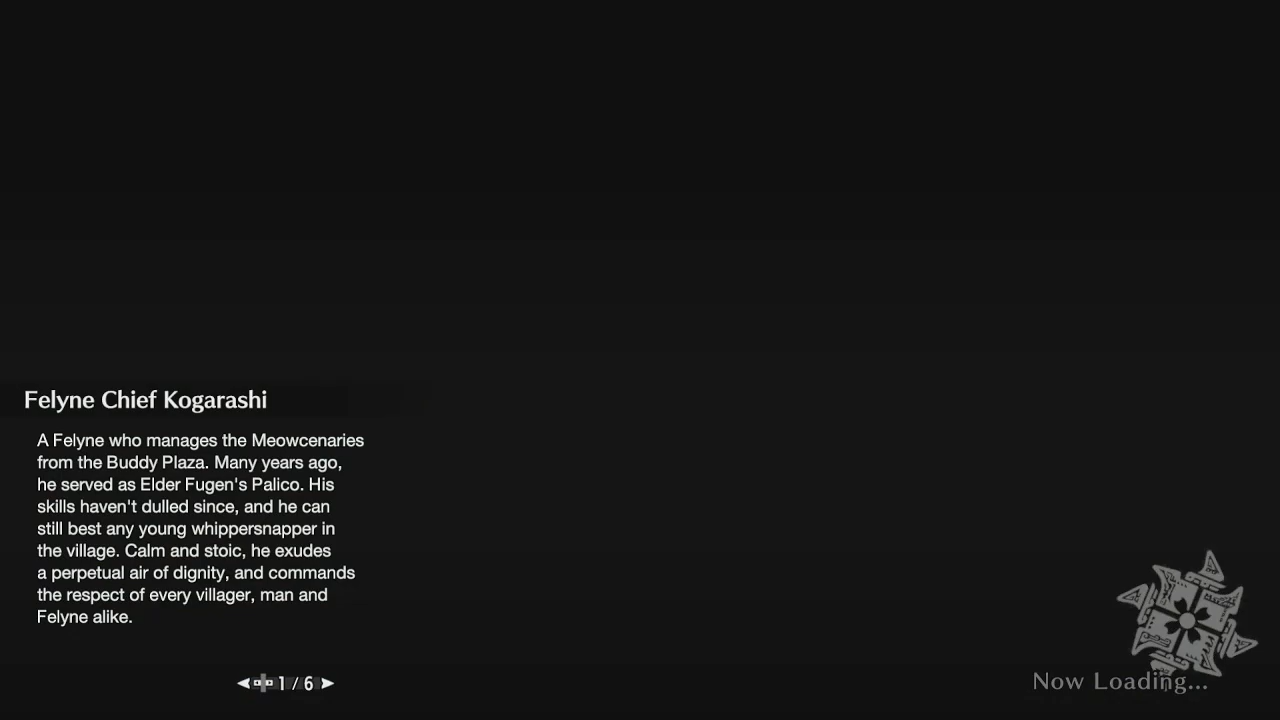 Felyne Chief Kogarashi
A Felyne who manages the Meowcenaries
from the Buddy Plaza. Many years ago,
he served as Elder Fugen's Palico. His
skills haven't dulled since, and he can
still best any young whippersnapper in
the village. Calm and stoic, he exudes
a perpetual air of dignity, and commands
the respect of every villager, man and
Felyne alike.
1 / 6
Now Loading...